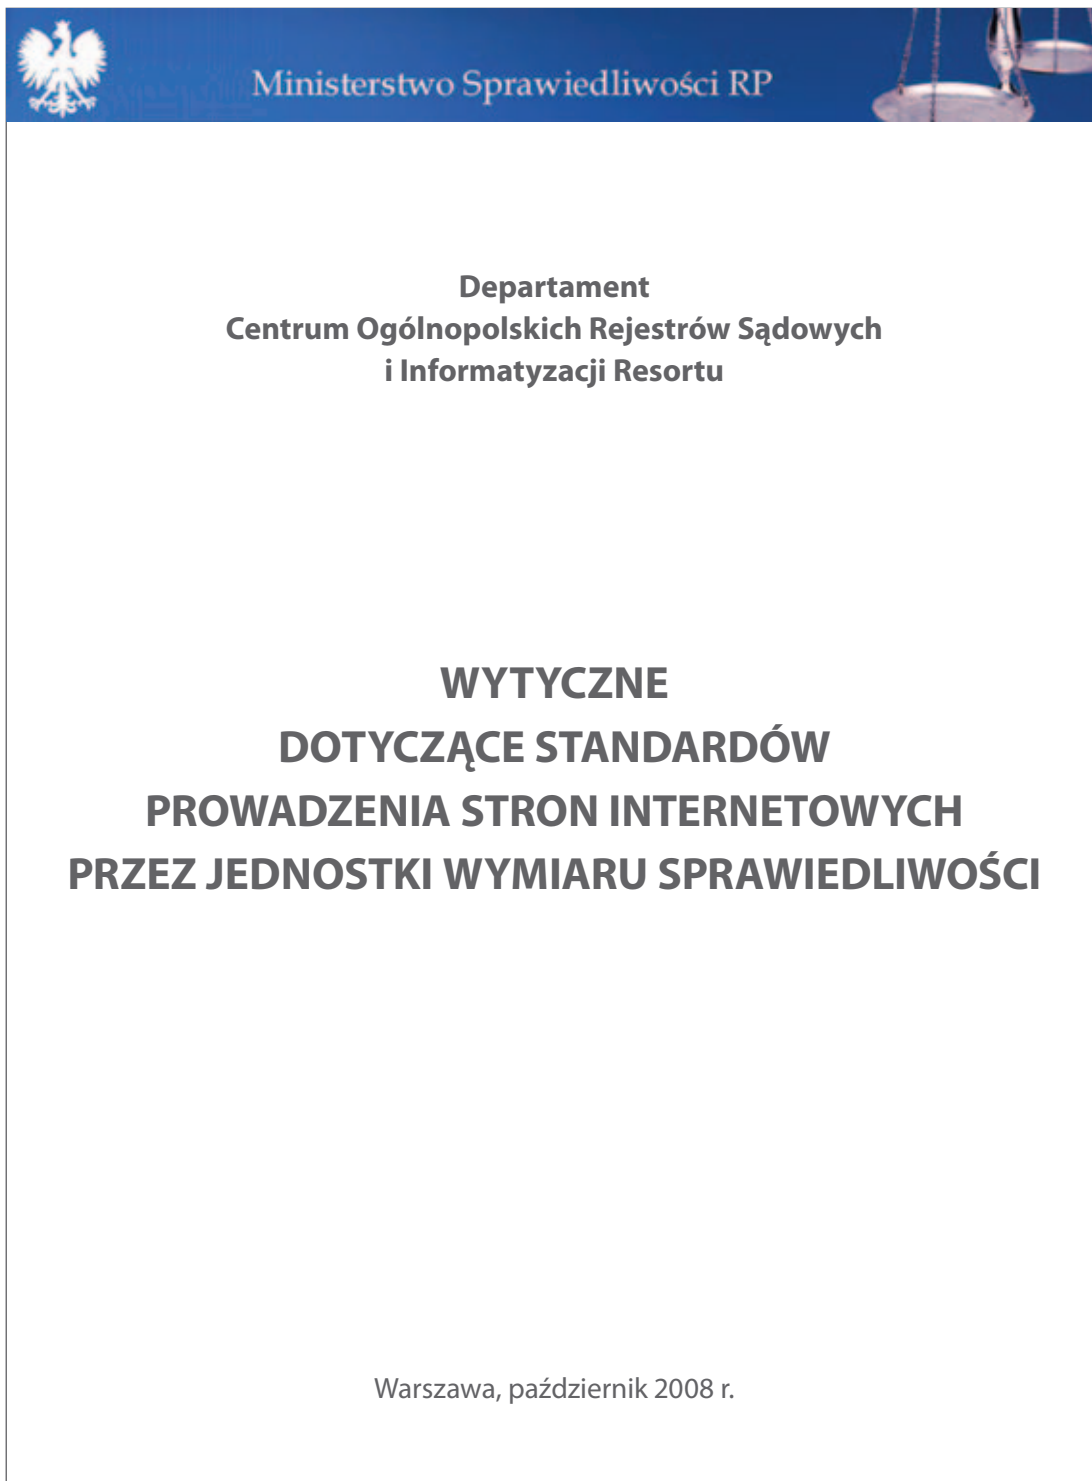 Ministerstwo Sprawiedliwości RP
Departament
Centrum Ogólnopolskich Rejestrów Sądowych
i Informatyzacji Resortu
WYTYCZNE
DOTYCZĄCE STANDARDÓW
PROWADZENIA STRON INTERNETOWYCH
PRZEZ JEDNOSTKI WYMIARU SPRAWIEDLIWOŚCI
Warszawa, październik 2008 r.